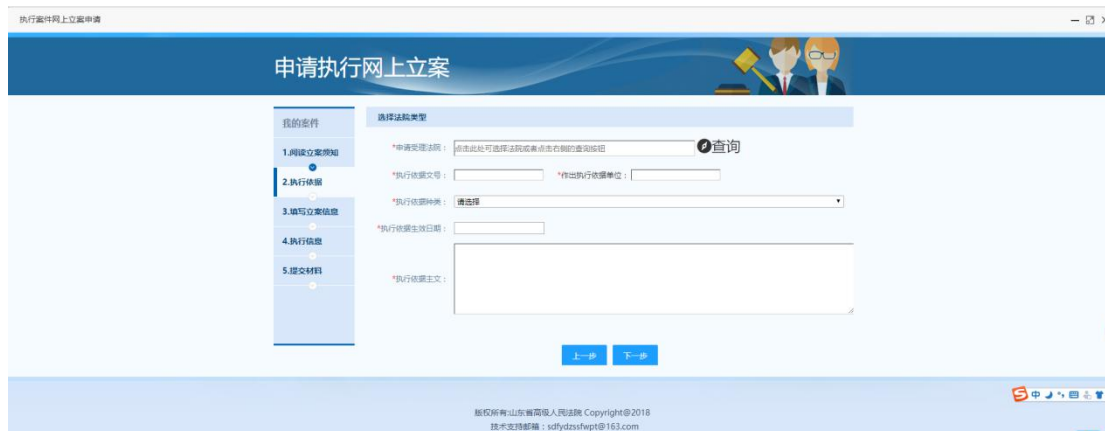 执行案件网上立案申请
申请执行网上立案
我的案件
选择法院类型
1.阅读立案须知
*申请受理法院： 点击此处可选择法院或者点击右侧的查询按钮 查询
2.执行依据
*执行依据文号： *作出执行依据单位：
3.填写立案信息
*执行依据种类： 请选择
*执行依据生效日期：
4.执行信息
5.提交材料
*执行依据主文：
上一步 下一步
中
版权所有:山东省高级人民法院 Copyright@2018
技术支持邮箱：sdfydzssfwpt@163.com